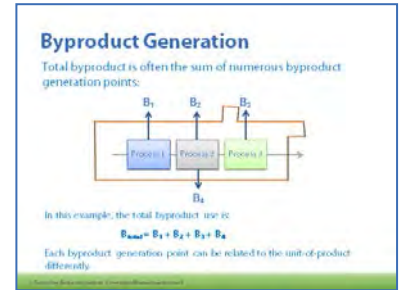 Byproduct Generation
Total byproduct is often the sum of numerous byproduct
generation points:
B₁ B₂ B₃
Process 1 Process 2 Process 3
B₄
In this example, the total byproduct use is:
Bₜₒₜₐₗ = B₁ + B₂ + B₃ + B₄
Each byproduct generation point can be related to the unit-of-product
differently.